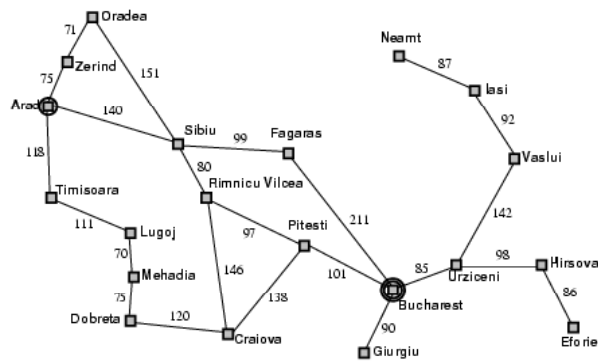 Oradea
71
Neamt
Zerind
87
75
151
Iasi
Arad
140
92
Sibiu
99
Fagaras
118
80
Vaslui
Timisoara
Rimnicu Vilcea
111
211
142
Lugoj
97
Pitesti
70
98
Hirsova
146
101
85
Urziceni
Mehadia
138
86
75
Bucharest
120
90
Dobreta
Craiova
Eforie
Giurgiu